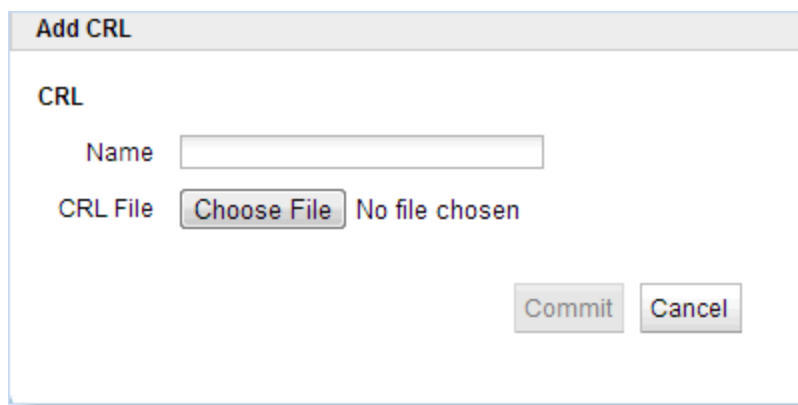 Add CRL
CRL
Name
CRL File Choose File No file chosen
Commit Cancel